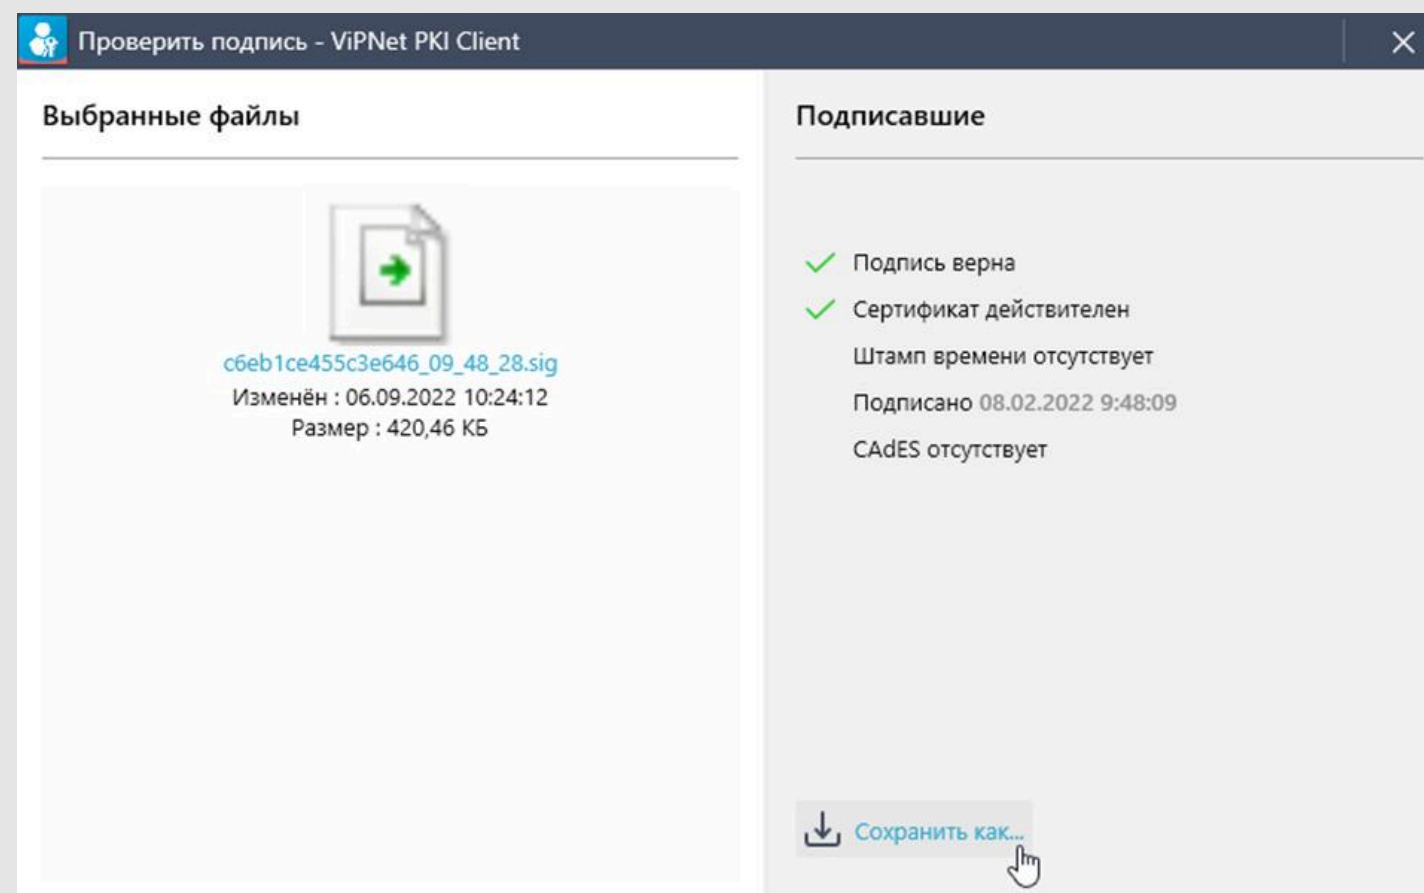 Проверить подпись - ViPNet PKI Client
Выбранные файлы
c6eb1ce455c3e646_09_48_28.sig
Изменён : 06.09.2022 10:24:12
Размер : 420,46 КБ
Подписавшие
Подпись верна
Сертификат действителен
Штамп времени отсутствует
Подписано 08.02.2022 9:48:09
CAdES отсутствует
Сохранить как...